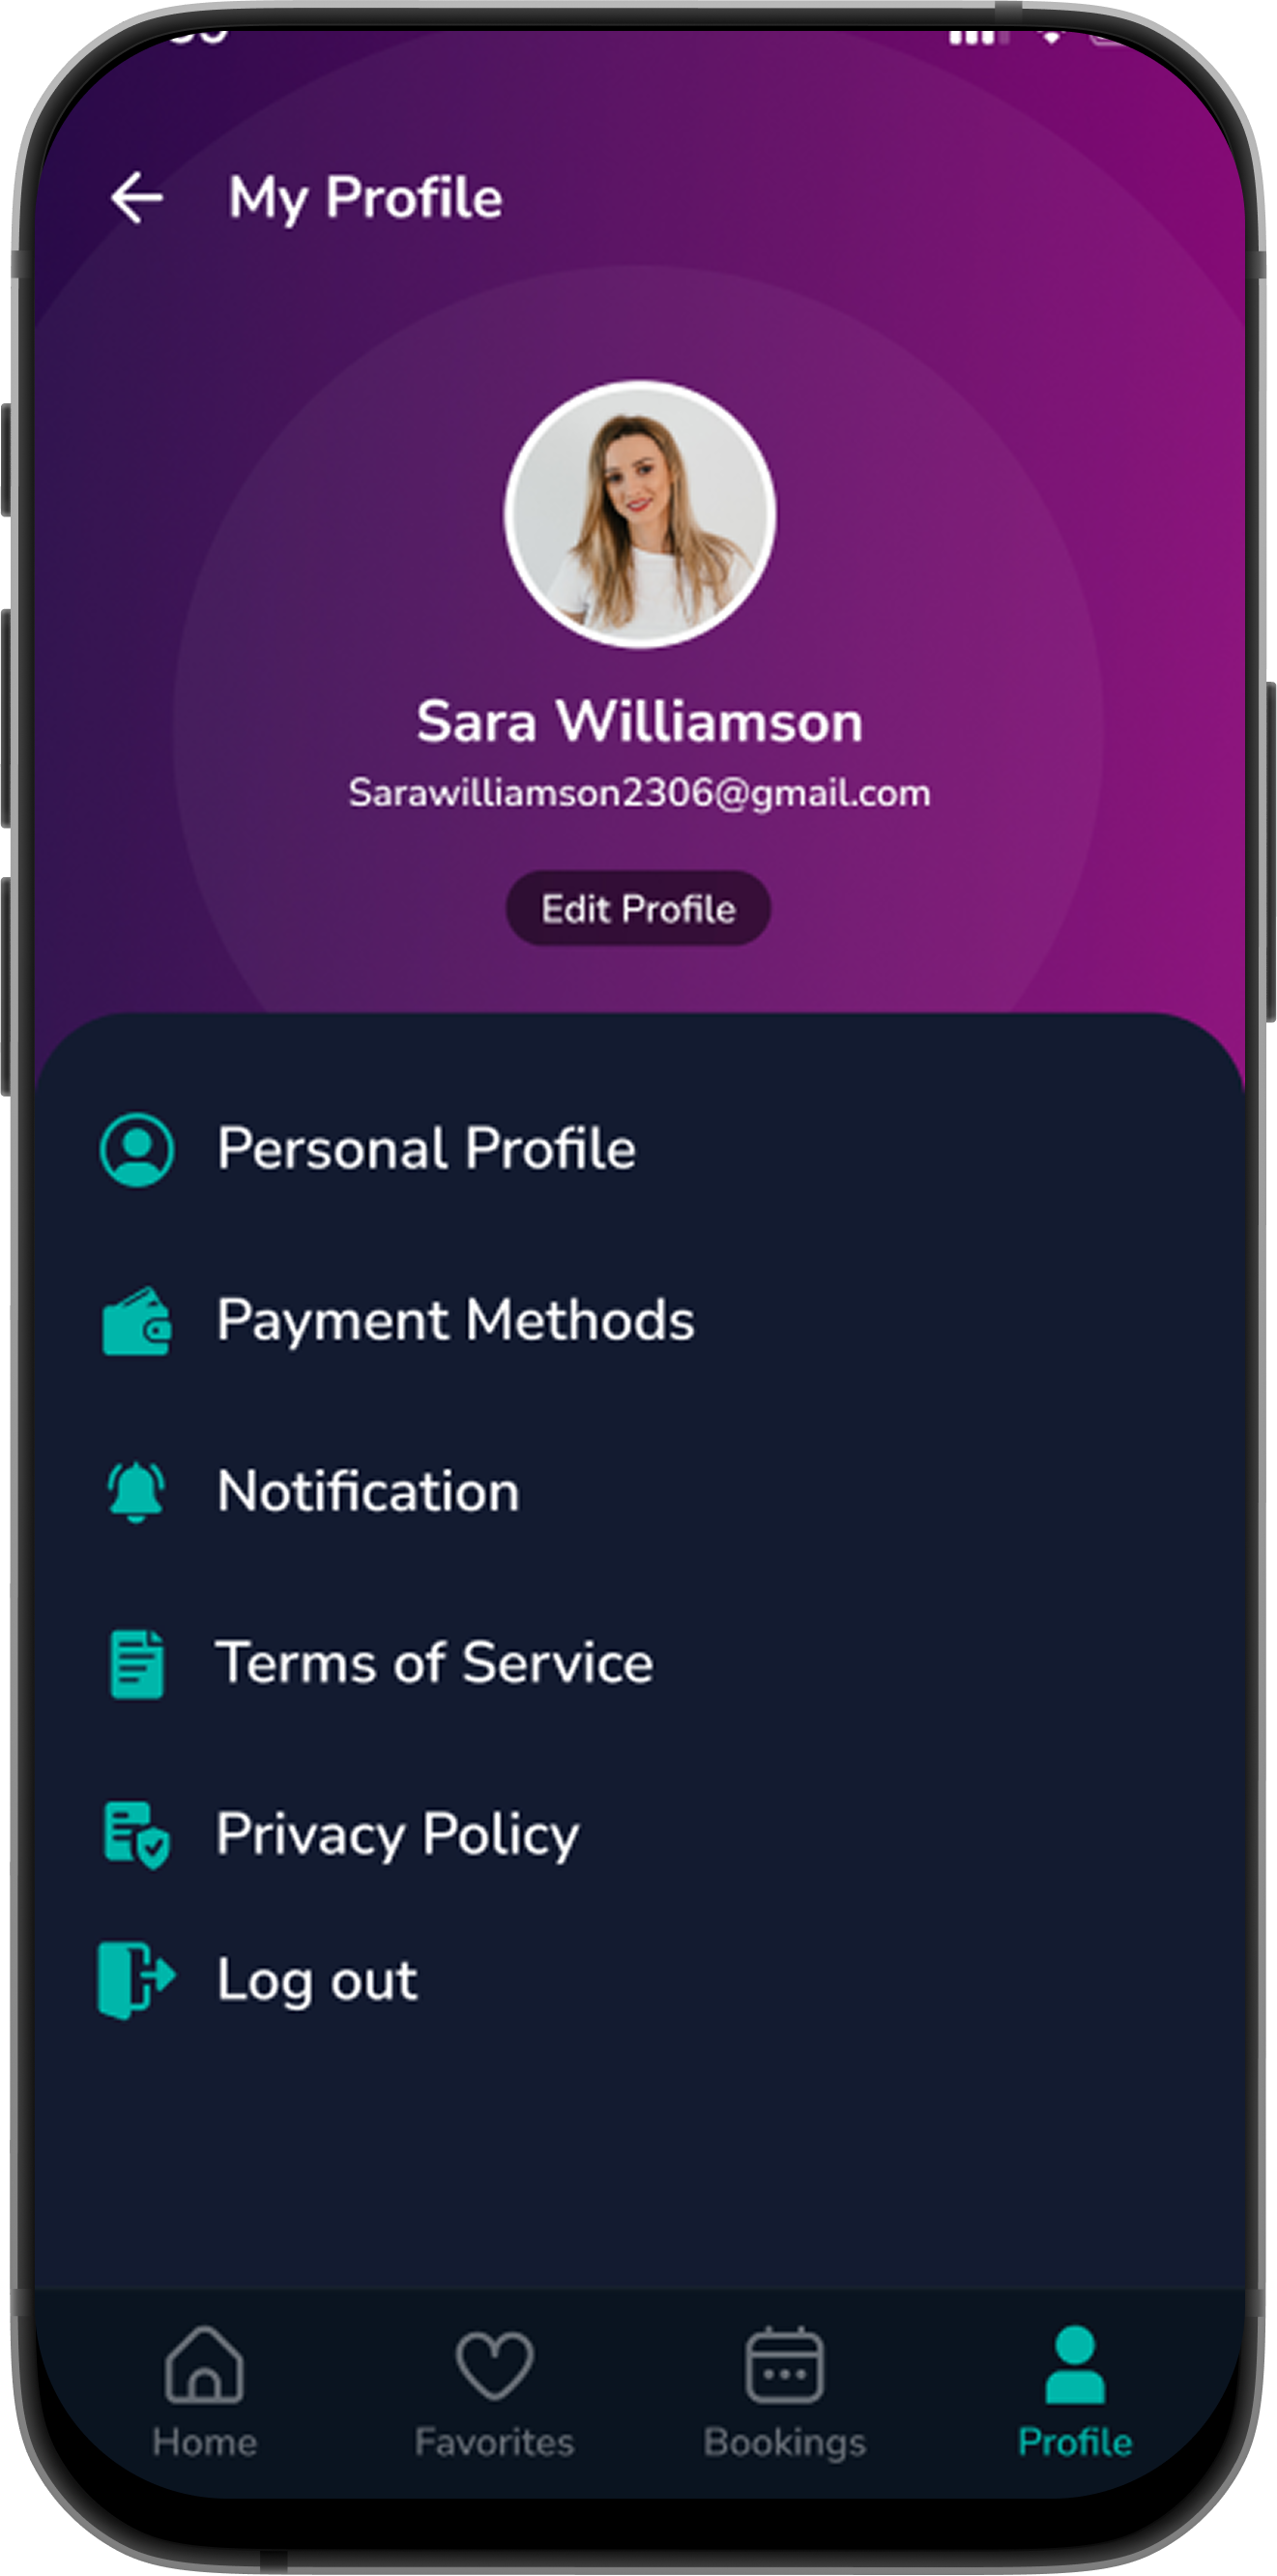 My Profile
Sara Williamson
Sarawilliamson2306@gmail.com
Edit Profile
Personal Profile
Payment Methods
Notification
Terms of Service
Privacy Policy
Log out
Home
Favorites
Bookings
Profile